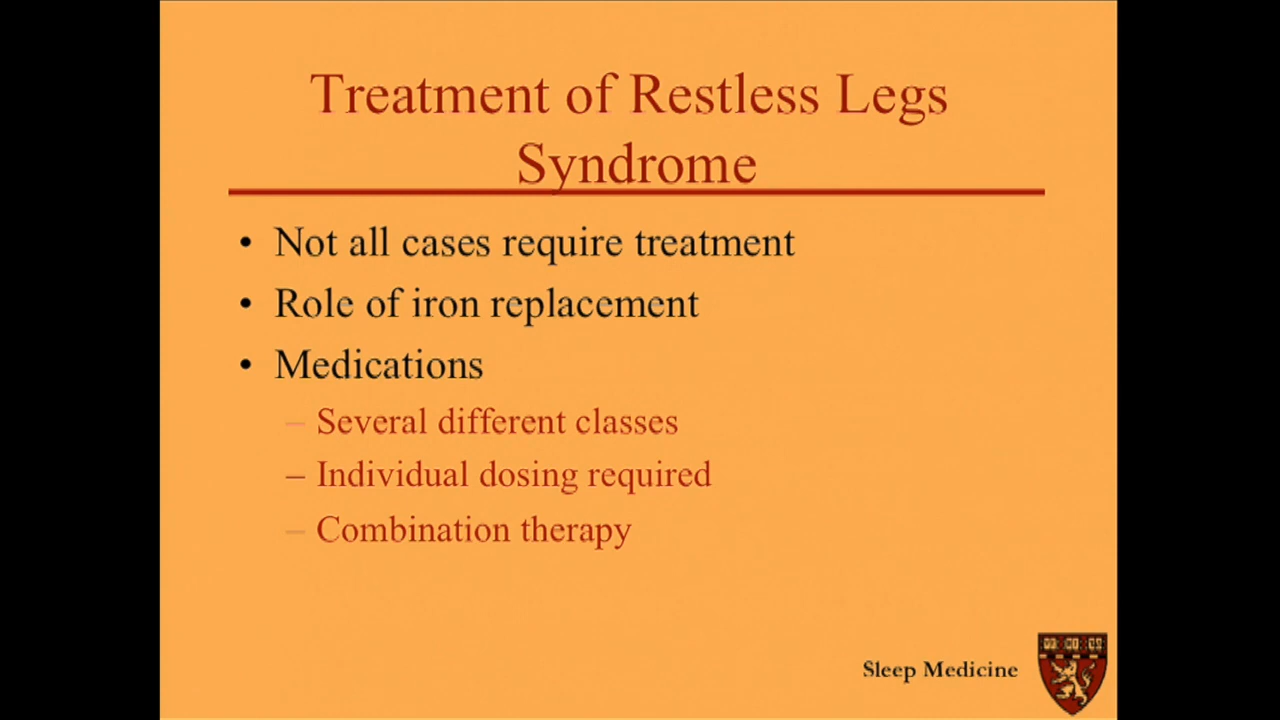 Treatment of Restless Legs
Syndrome
• Not all cases require treatment
• Role of iron replacement
• Medications
– Several different classes
– Individual dosing required
– Combination therapy
Sleep Medicine